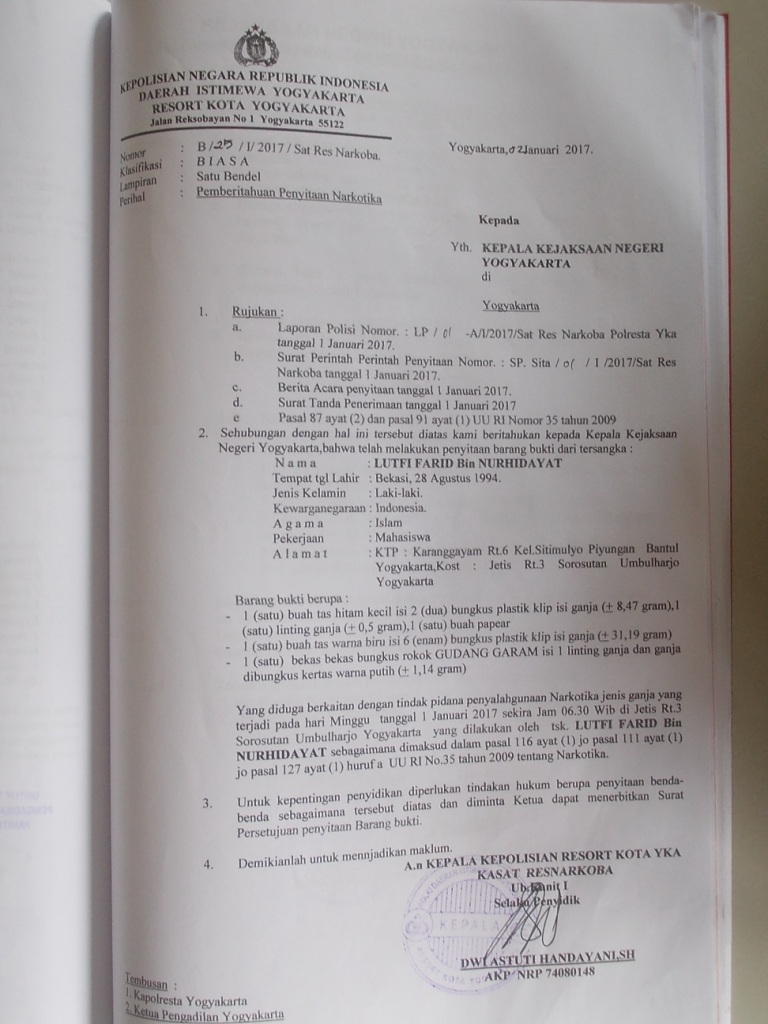 KEPOLISIAN NEGARA REPUBLIK INDONESIA
DAERAH ISTIMEWA YOGYAKARTA
RESORT KOTA YOGYAKARTA
Jalan Reksobayan No 1 Yogyakarta 55122
Yogyakarta,02Januari 2017.
Nomor : B/25 / I/ 2017 / Sat Res Narkoba.
Klasifikasi : B I A S A
Lampiran : Satu Bendel
Perihal : Pemberitahuan Penyitaan Narkotika
Kepada
Yth. KEPALA KEJAKSAAN NEGERI
YOGYAKARTA
di
Yogyakarta
1. Rujukan :
a. Laporan Polisi Nomor. : LP / 01 -A/I/2017/Sat Res Narkoba Polresta Yka
tanggal 1 Januari 2017.
b. Surat Perintah Perintah Penyitaan Nomor. : SP. Sita / 01 / I /2017/Sat Res
Narkoba tanggal 1 Januari 2017.
c. Berita Acara penyitaan tanggal 1 Januari 2017.
d. Surat Tanda Penerimaan tanggal 1 Januari 2017
e Pasal 87 ayat (2) dan pasal 91 ayat (1) UU RI Nomor 35 tahun 2009
2. Sehubungan dengan hal ini tersebut diatas kami beritahukan kepada Kepala Kejaksaan
Negeri Yogyakarta,bahwa telah melakukan penyitaan barang bukti dari tersangka :
N a m a : LUTFI FARID Bin NURHIDAYAT
Tempat tgl Lahir : Bekasi, 28 Agustus 1994.
Jenis Kelamin : Laki-laki.
Kewarganegaraan : Indonesia.
A g a m a : Islam
Pekerjaan : Mahasiswa
A l a m a t : KTP : Karanggayam Rt.6 Kel.Sitimulyo Piyungan Bantul
Yogyakarta,Kost : Jetis Rt.3 Sorosutan Umbulharjo
Yogyakarta
Barang bukti berupa :
- 1 (satu) buah tas hitam kecil isi 2 (dua) bungkus plastik klip isi ganja (± 8,47 gram),1
(satu) linting ganja (± 0,5 gram),1 (satu) buah papear
- 1 (satu) buah tas warna biru isi 6 (enam) bungkus plastik klip isi ganja (± 31,19 gram)
- 1 (satu) bekas bekas bungkus rokok GUDANG GARAM isi 1 linting ganja dan ganja
dibungkus kertas warna putih (± 1,14 gram)
Yang diduga berkaitan dengan tindak pidana penyalahgunaan Narkotika jenis ganja yang
terjadi pada hari Minggu tanggal 1 Januari 2017 sekira Jam 06.30 Wib di Jetis Rt.3
Sorosutan Umbulharjo Yogyakarta yang dilakukan oleh tsk. LUTFI FARID Bin
NURHIDAYAT sebagaimana dimaksud dalam pasal 116 ayat (1) jo pasal 111 ayat (1)
jo pasal 127 ayat (1) huruf a UU RI No.35 tahun 2009 tentang Narkotika.
3. Untuk kepentingan penyidikan diperlukan tindakan hukum berupa penyitaan benda-
benda sebagaimana tersebut diatas dan diminta Ketua dapat menerbitkan Surat
Persetujuan penyitaan Barang bukti.
4. Demikianlah untuk mennjadikan maklum.
A.n KEPALA KEPOLISIAN RESORT KOTA YKA
KASAT RESNARKOBA
Ub.Kanit I
Selaku Penyidik
KEPALA
DWI ASTUTI HANDAYANI,SH
AKP NRP 74080148
Tembusan :
1. Kapolresta Yogyakarta
2. Ketua Pengadilan Yogyakarta